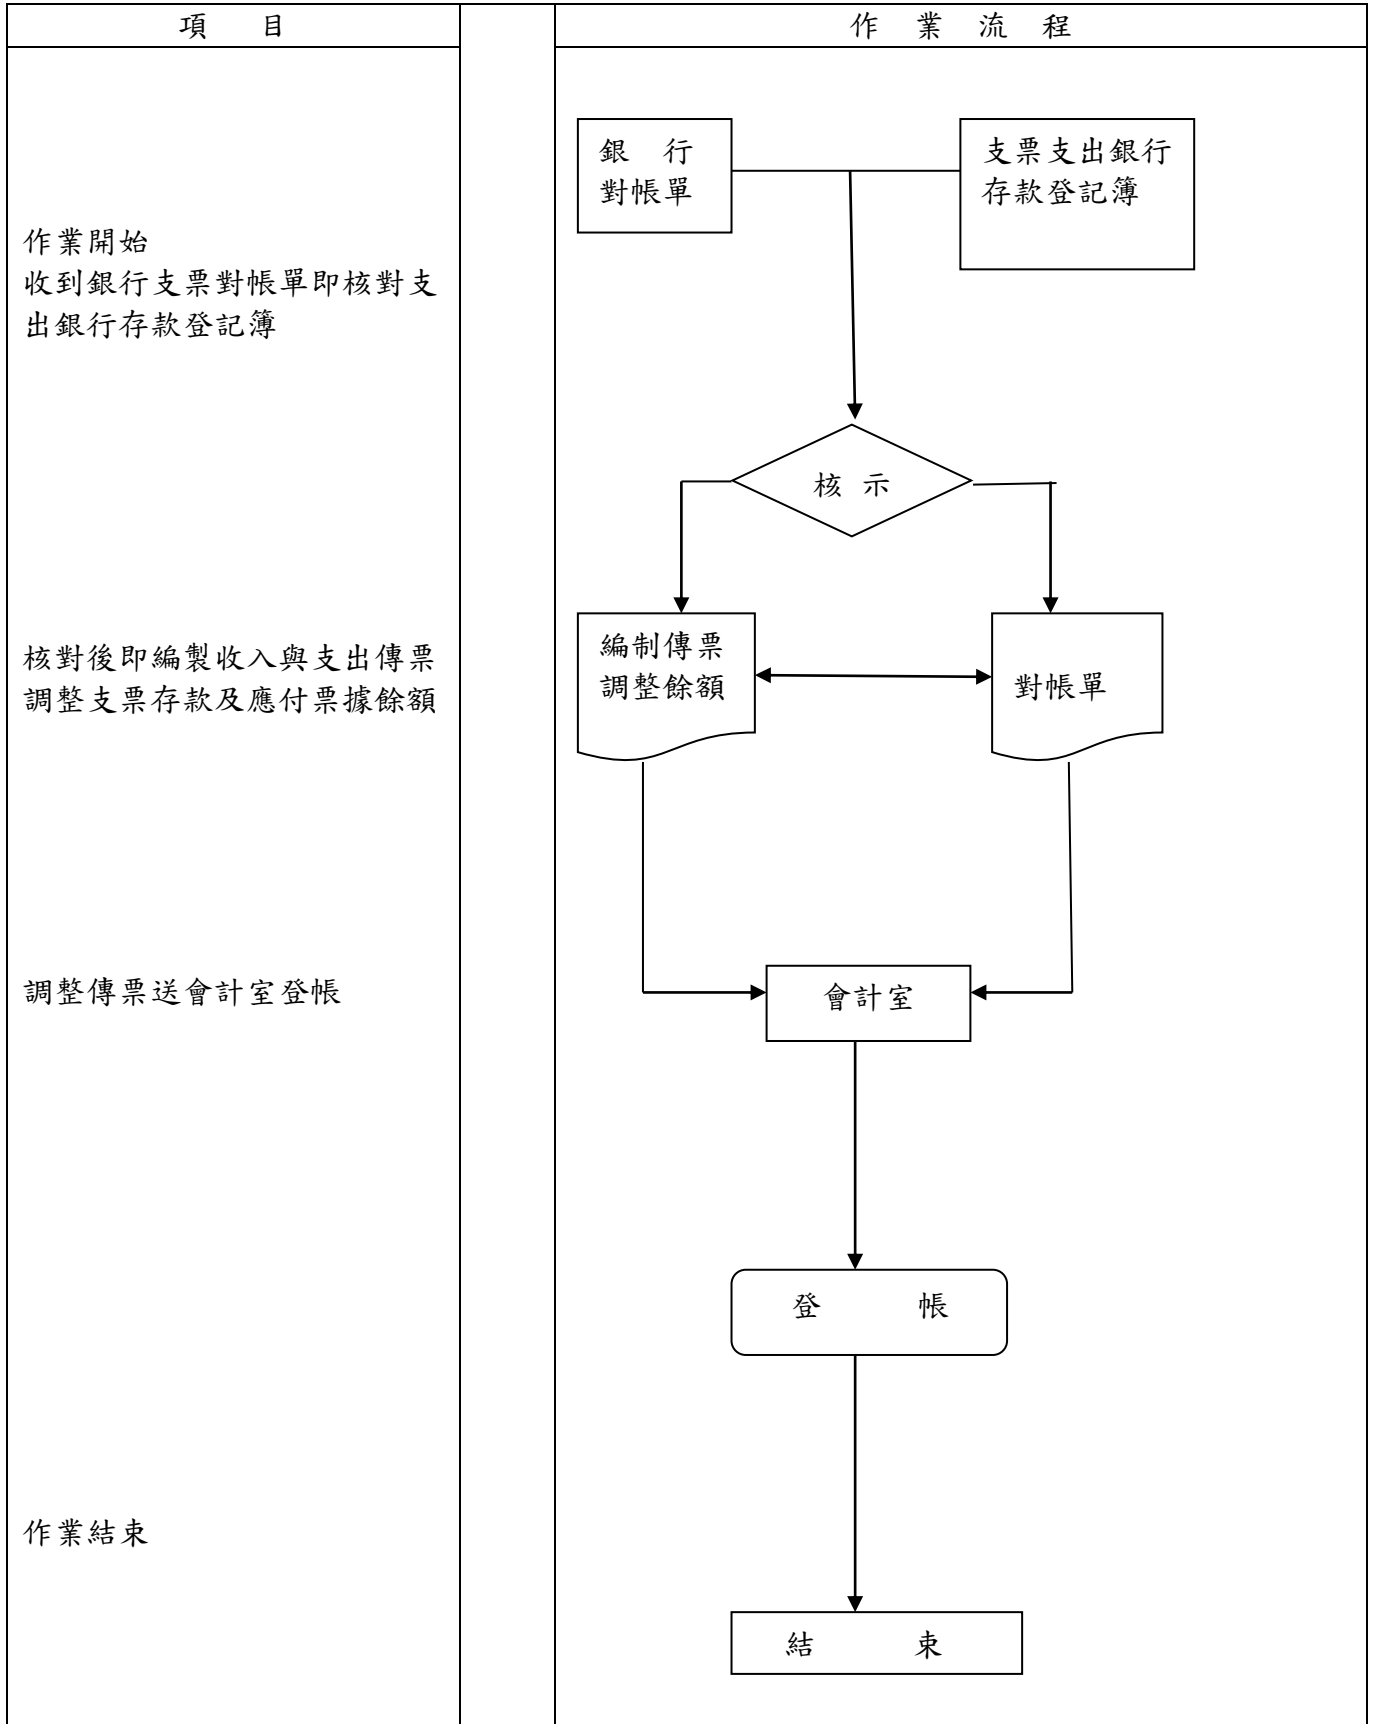 項　目
作　業　流　程
作業開始
收到銀行支票對帳單即核對支
出銀行存款登記簿
核對後即編製收入與支出傳票
調整支票存款及應付票據餘額
調整傳票送會計室登帳
作業結束
銀　行
對帳單
支票支出銀行
存款登記簿
核 示
編制傳票
調整餘額
對帳單
會計室
登　　　帳
結　　　束